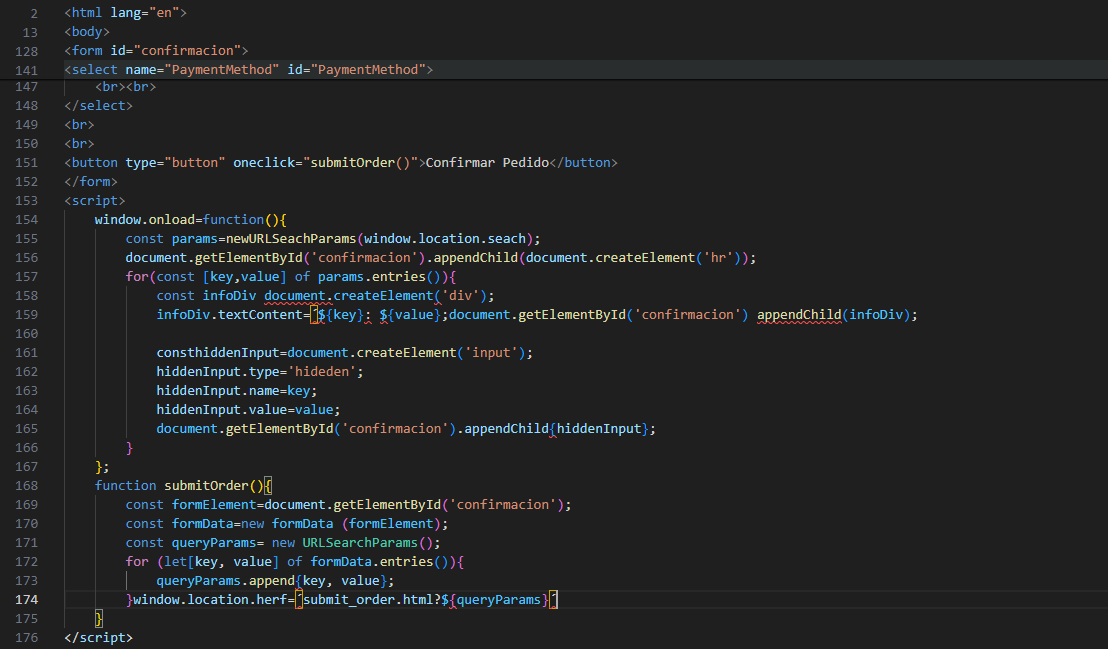 2 <html lang="en">
13 <body>
128 <form id="confirmacion">
141 <select name="PaymentMethod" id="PaymentMethod">
147 <br><br>
148 </select>
149 <br>
150 <br>
151 <button type="button" oneclick="submitOrder()">Confirmar Pedido</button>
152 </form>
153 <script>
154 window.onload=function(){
155 const params=newURLSeachParams(window.location.seach);
156 document.getElementById('confirmacion').appendChild(document.createElement('hr'));
157 for(const [key,value] of params.entries()){
158 const infoDiv document.createElement('div');
159 infoDiv.textContent=´${key}: ${value};document.getElementById('confirmacion') appendChild(infoDiv);
160
161 consthiddenInput=document.createElement('input');
162 hiddenInput.type='hideden';
163 hiddenInput.name=key;
164 hiddenInput.value=value;
165 document.getElementById('confirmacion').appendChild{hiddenInput};
166 }
167 };
168 function submitOrder(){
169 const formElement=document.getElementById('confirmacion');
170 const formData=new formData (formElement);
171 const queryParams= new URLSearchParams();
172 for (let[key, value] of formData.entries()){
173 queryParams.append{key, value};
174 }window.location.herf=´submit_order.html?${queryParams}´
175 }
176 </script>